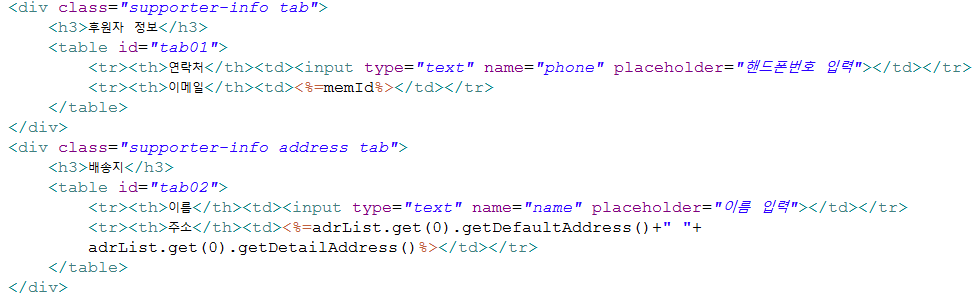 <div class="supporter-info tab">
<h3>후원자 정보</h3>
<table id="tab01">
<tr><th>연락처</th><td><input type="text" name="phone" placeholder="핸드폰번호 입력"></td></tr>
<tr><th>이메일</th><td><%=memId%></td></tr>
</table>
</div>
<div class="supporter-info address tab">
<h3>배송지</h3>
<table id="tab02">
<tr><th>이름</th><td><input type="text" name="name" placeholder="이름 입력"></td></tr>
<tr><th>주소</th><td><%=adrList.get(0).getDefaultAddress()+" "+
adrList.get(0).getDetailAddress()%></td></tr>
</table>
</div>